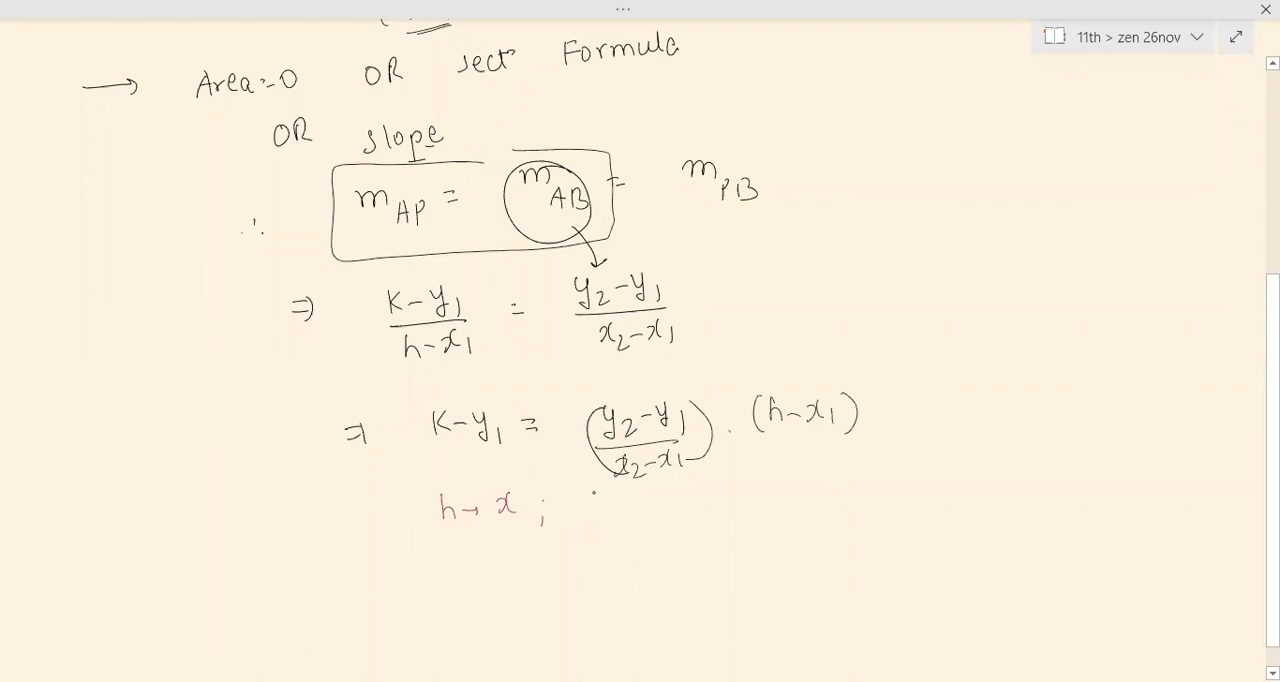 11th > zen 26nov
→ Area = 0 OR sectⁿ Formula
OR slope
∴ m_AP = m_AB = m_PB
⇒ (K-y₁)/(h-x₁) = (y₂-y₁)/(x₂-x₁)
⇒ K-y₁ = ((y₂-y₁)/(x₂-x₁)) . (h-x₁)
h → x ;